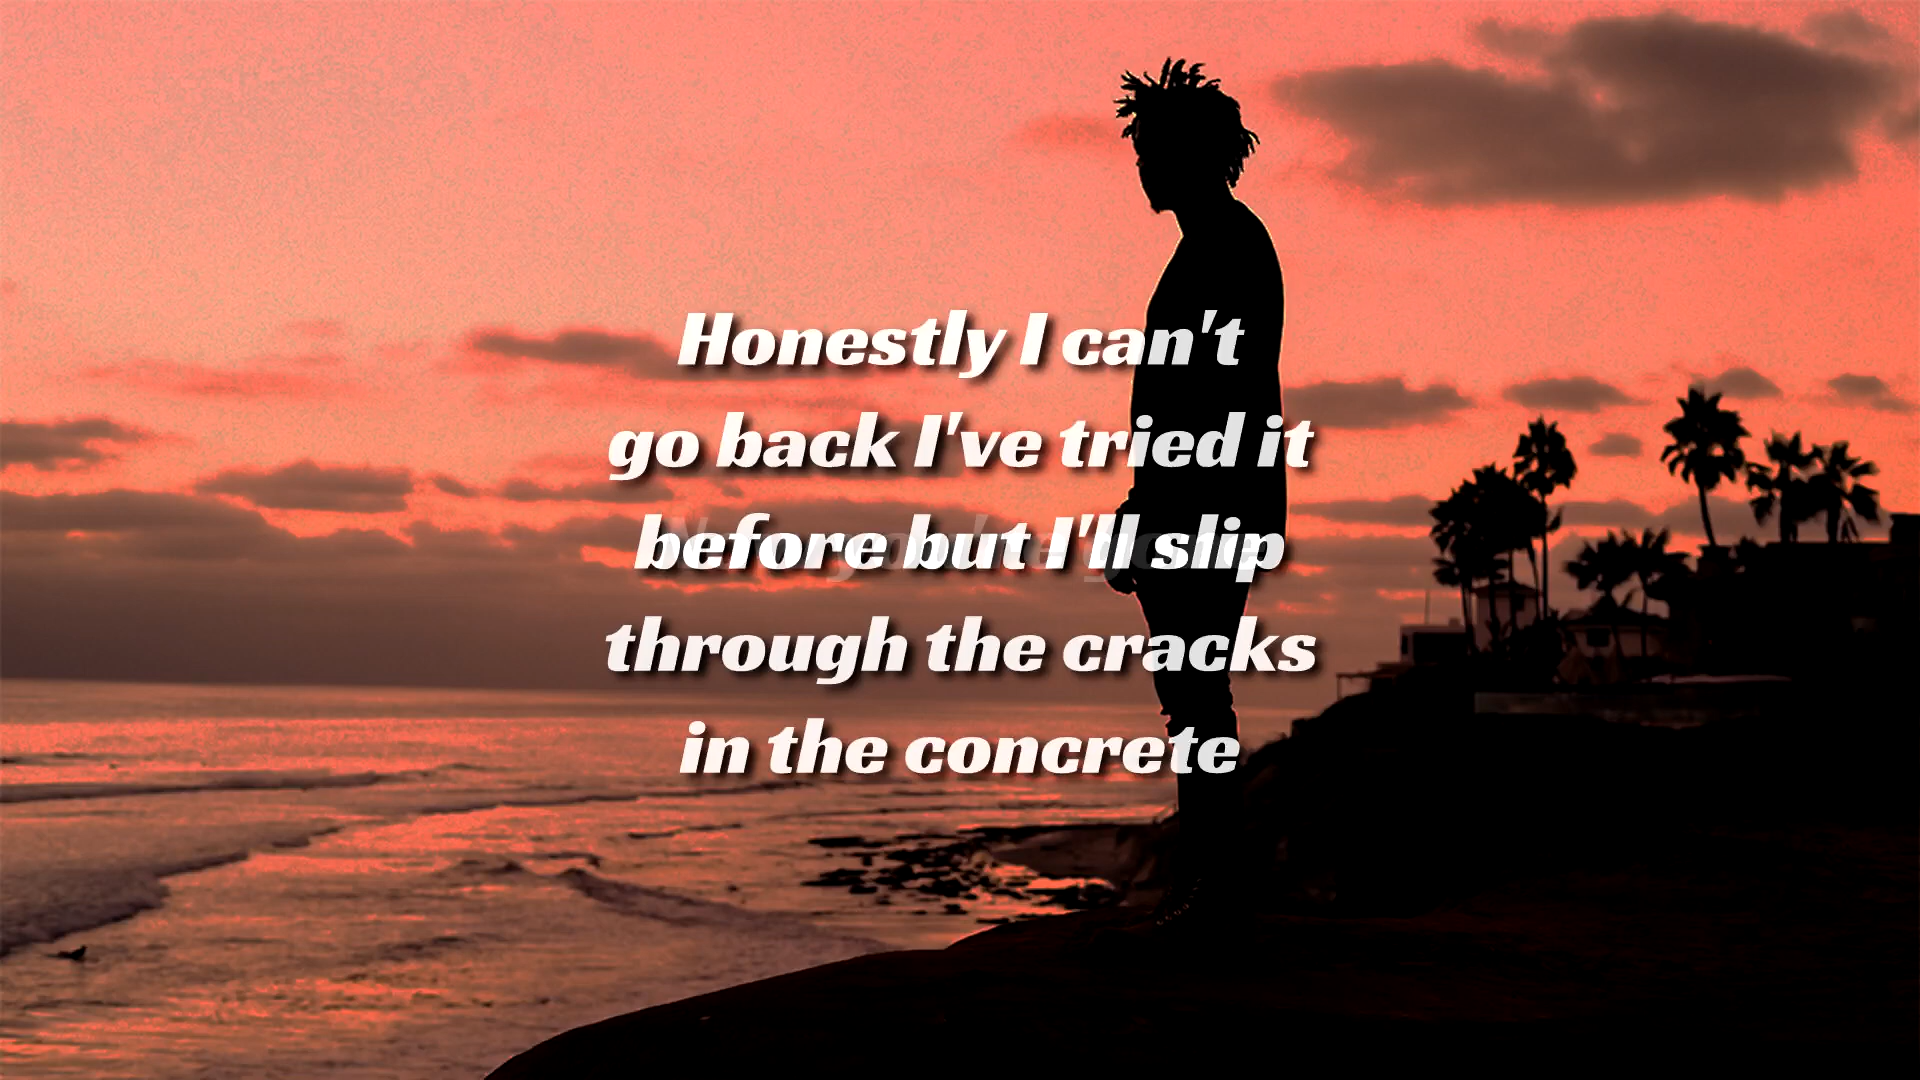 Honestly I can't
go back I've tried it
before but I'll slip
through the cracks
in the concrete